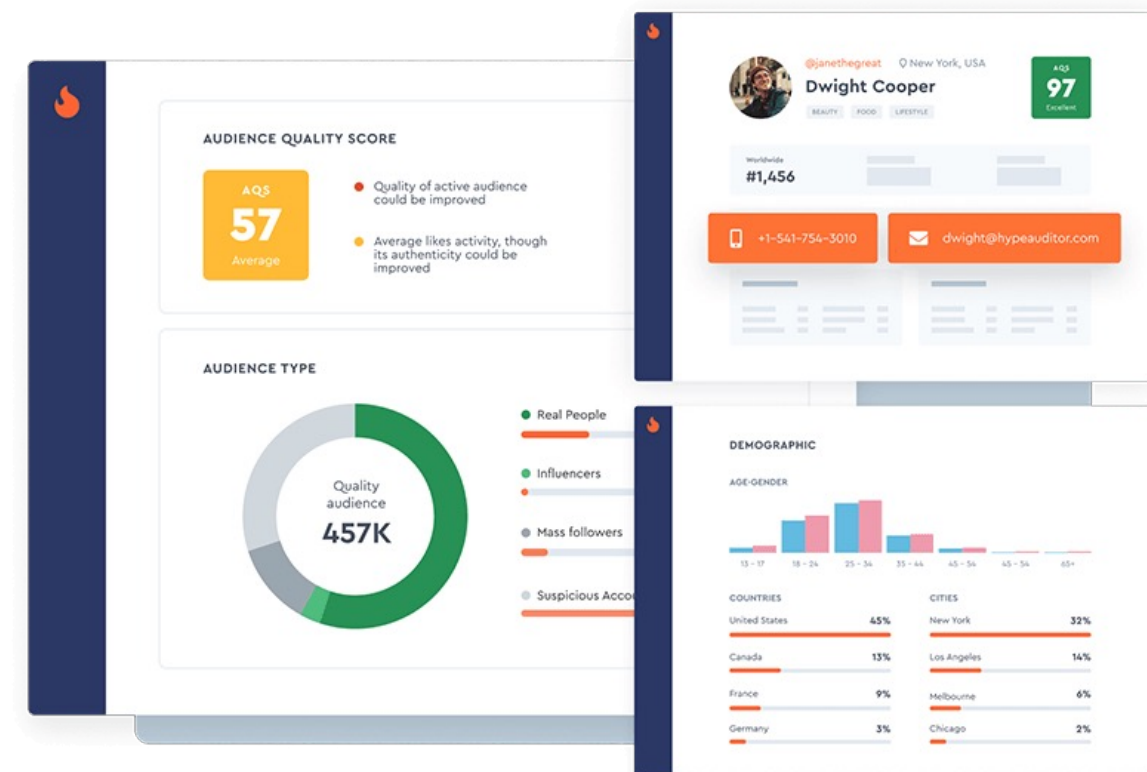 AUDIENCE QUALITY SCORE
AQS
57
Average
Quality of active audience
could be improved
Average likes activity, though
its authenticity could be
improved
AUDIENCE TYPE
Quality
audience
457K
Real People
Influencers
Mass followers
Suspicious Accou
@janethegreat
New York, USA
Dwight Cooper
BEAUTY
FOOD
LIFESTYLE
AQS
97
Excellent
Worldwide
#1,456
+1-541-754-3010
dwight@hypeauditor.com
DEMOGRAPHIC
AGE-GENDER
13 - 17
18 - 24
25 - 34
35 - 44
45 - 54
45 - 54
65+
COUNTRIES
United States 45%
Canada 13%
France 9%
Germany 3%
CITIES
New York 32%
Los Angeles 14%
Melbourne 6%
Chicago 2%